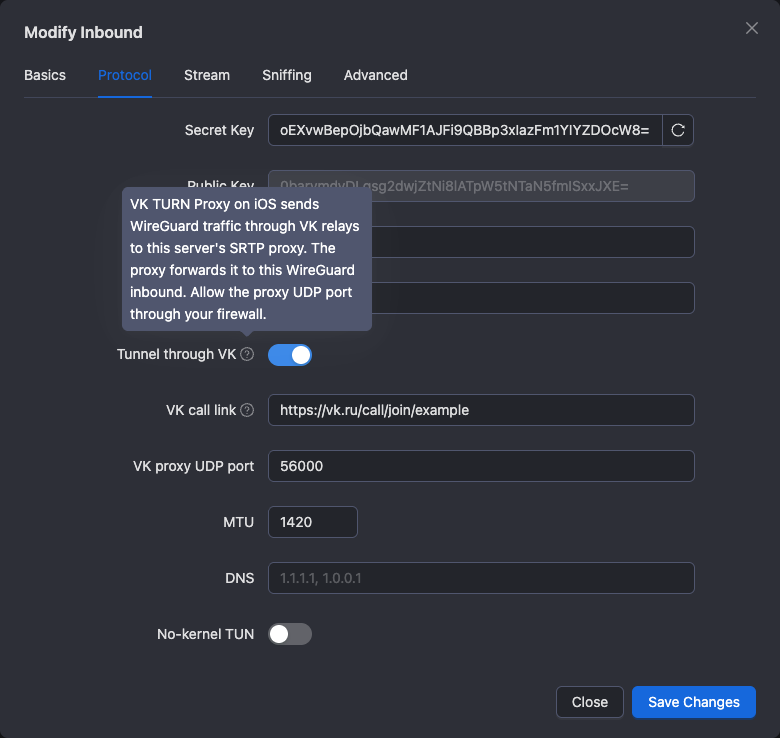 Modify Inbound
Basics Protocol Stream Sniffing Advanced
Secret Key oEXvwBepOjbQawMF1AJFi9QBBp3xIazFm1YlYZDOcW8=
Public Key
VK TURN Proxy on iOS sends
WireGuard traffic through VK relays
to this server's SRTP proxy. The
proxy forwards it to this WireGuard
inbound. Allow the proxy UDP port
through your firewall.
Tunnel through VK
VK call link https://vk.ru/call/join/example
VK proxy UDP port 56000
MTU 1420
DNS 1.1.1.1, 1.0.0.1
No-kernel TUN
Close Save Changes